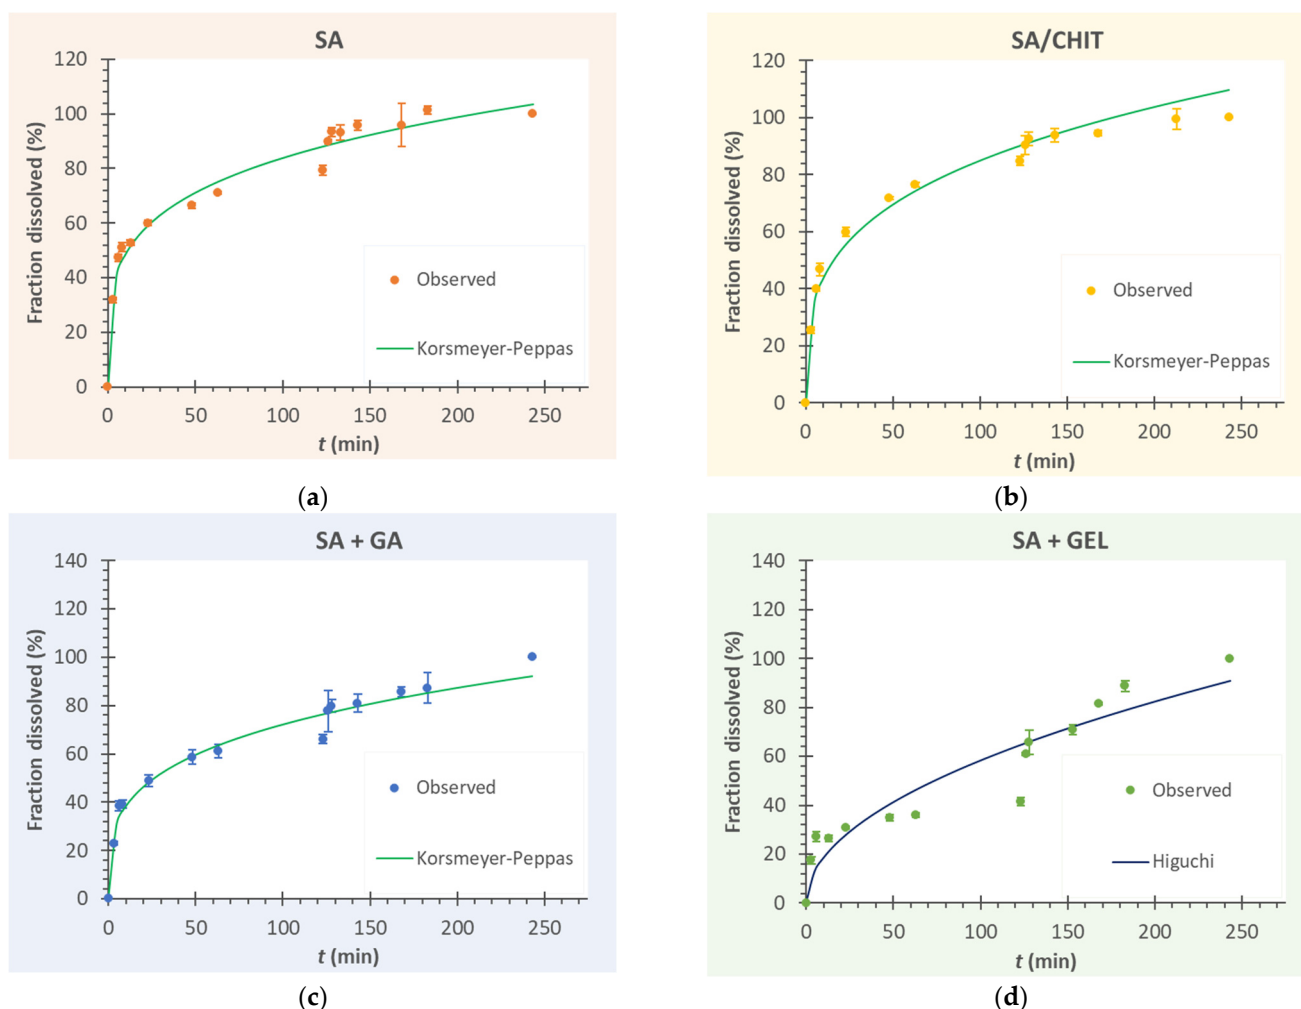 SA
120
100
80
60
40
20
0
Fraction dissolved (%)
Observed
Korsmeyer-Peppas
0 50 100 150 200 250
t (min)
(a)
SA/CHIT
120
100
80
60
40
20
0
Fraction dissolved (%)
Observed
Korsmeyer-Peppas
0 50 100 150 200 250
t (min)
(b)
SA + GA
140
120
100
80
60
40
20
0
Fraction dissolved (%)
Observed
Korsmeyer-Peppas
0 50 100 150 200 250
t (min)
(c)
SA + GEL
140
120
100
80
60
40
20
0
Fraction dissolved (%)
Observed
Higuchi
0 50 100 150 200 250
t (min)
(d)